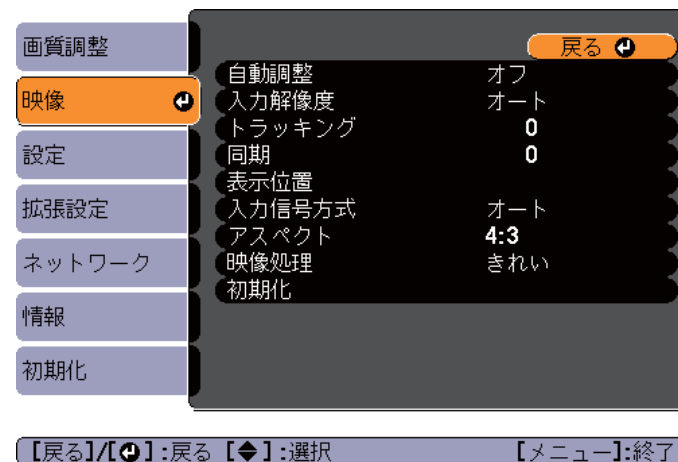 画質調整
映像
設定
拡張設定
ネットワーク
情報
初期化
戻る
自動調整 オフ
入力解像度 オート
トラッキング 0
同期 0
表示位置
入力信号方式 オート
アスペクト 4:3
映像処理 きれい
初期化
【戻る】/【】:戻る 【◆】:選択 【メニュー】:終了